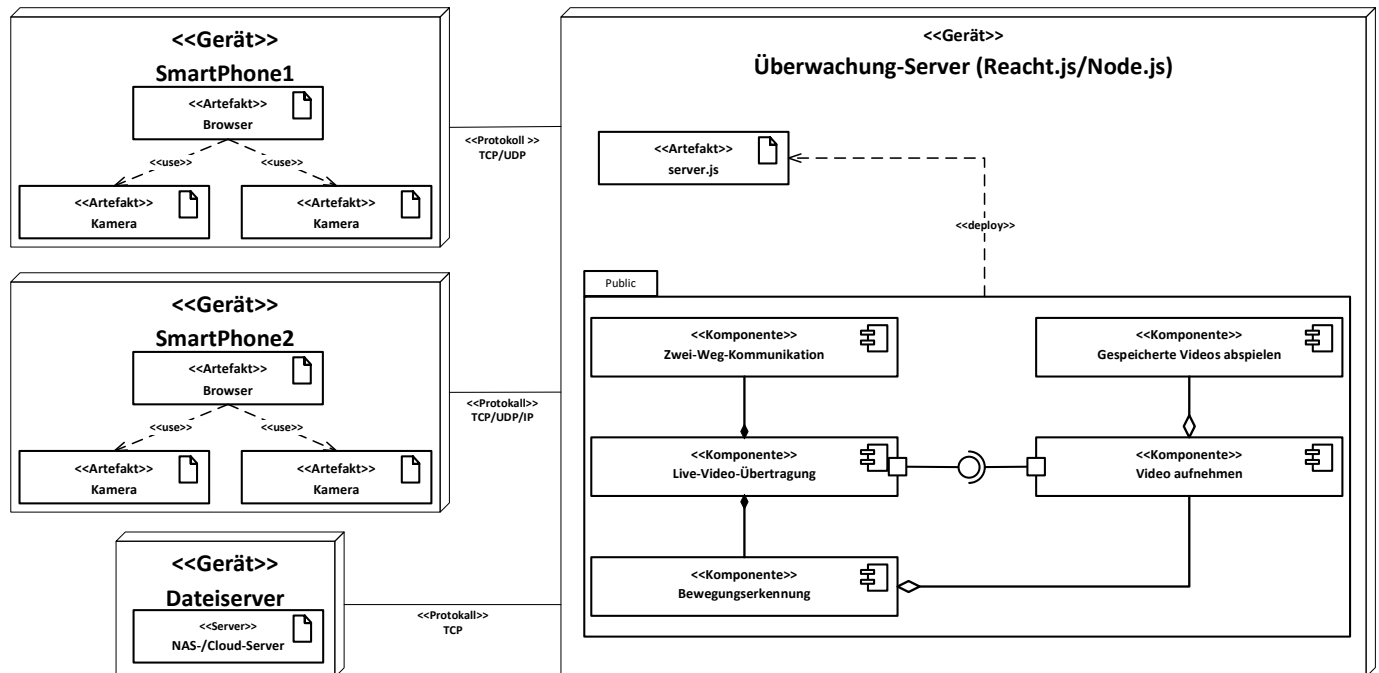 <<Gerät>>
SmartPhone1
<<Artefakt>>
Browser
<<use>>
<<use>>
<<Artefakt>>
Kamera
<<Artefakt>>
Kamera
<<Protokoll >>
TCP/UDP
<<Gerät>>
SmartPhone2
<<Artefakt>>
Browser
<<use>>
<<use>>
<<Artefakt>>
Kamera
<<Artefakt>>
Kamera
<<Protokall>>
TCP/UDP/IP
<<Gerät>>
Dateiserver
<<Server>>
NAS-/Cloud-Server
<<Protokall>>
TCP
<<Gerät>>
Überwachung-Server (Reacht.js/Node.js)
<<Artefakt>>
server.js
<<deploy>>
Public
<<Komponente>>
Zwei-Weg-Kommunikation
<<Komponente>>
Gespeicherte Videos abspielen
<<Komponente>>
Live-Video-Übertragung
<<Komponente>>
Video aufnehmen
<<Komponente>>
Bewegungserkennung